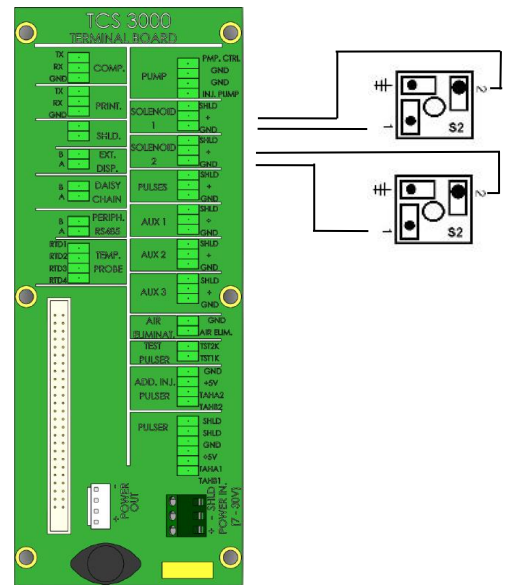 TCS 3000
TERMINAL BOARD
TX
RX
GND
COMP.
TX
RX
GND
PRINT.
SHLD.
B
A
EXT.
DISP.
B
A
DAISY
CHAIN
B
A
PERIPH.
RS485
RTD1
RTD2
RTD3
RTD4
TEMP.
PROBE
PUMP
PMP. CTRL
GND
GND
INJ. PUMP
SOLENOID
1
SHLD
+
GND
SOLENOID
2
SHLD
+
GND
PULSES
SHLD
+
GND
AUX 1
SHLD
+
GND
AUX 2
SHLD
+
GND
AUX 3
SHLD
+
GND
AIR
ELIMINAT.
GND
AIR ELIM.
TEST
PULSER
TST2K
TST1K
ADD. INJ.
PULSER
GND
+5V
TAHA2
TAHB2
PULSER
SHLD
SHLD
GND
+5V
TAHA1
TAHB1
- +
POWER
OUT
+ - SHLD
POWER IN.
(7 - 30V)
1
2
S2
1
2
S2